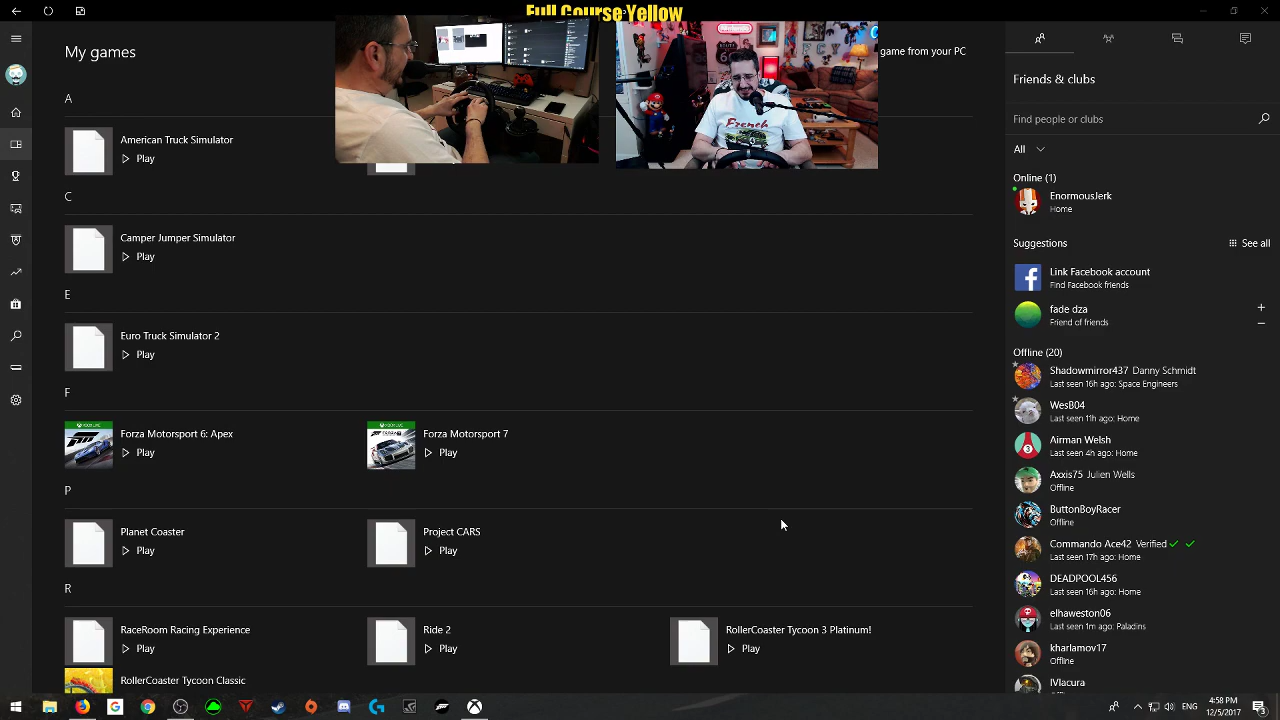 Full Course Yellow
My games
game from your PC
A
American Truck Simulator
Play
C
Camper Jumper Simulator
Play
E
Euro Truck Simulator 2
Play
F
Forza Motorsport 6: Apex
Play
Forza Motorsport 7
Play
P
Planet Coaster
Play
Project CARS
Play
R
RaceRoom Racing Experience
Play
Ride 2
Play
RollerCoaster Tycoon 3 Platinum!
Play
RollerCoaster Tycoon Classic
Friends & clubs
Find people or clubs
All
Online (1)
EnormousJerk
Home
Suggestions
See all
Link Facebook account
Find Facebook friends
fade dza
Friend of friends
Offline (20)
Shadowmirror437 Danny Schmidt
Last seen 16h ago: Space Engineers
WesB04
Last seen 11h ago: Home
Airman Welsh
Last seen 4h ago: Home
Axxis75 Julien Wells
Offline
ButtonBoyRacer
Offline
Commando Ace42 Verified
Last seen 17h ago: Home
DEADPOOL456
Last seen 16h ago: Home
elhaweston06
Last seen 1m ago: Paladins
kharlamov17
Offline
IVlacura
ENG
4:58 PM
12/5/2017